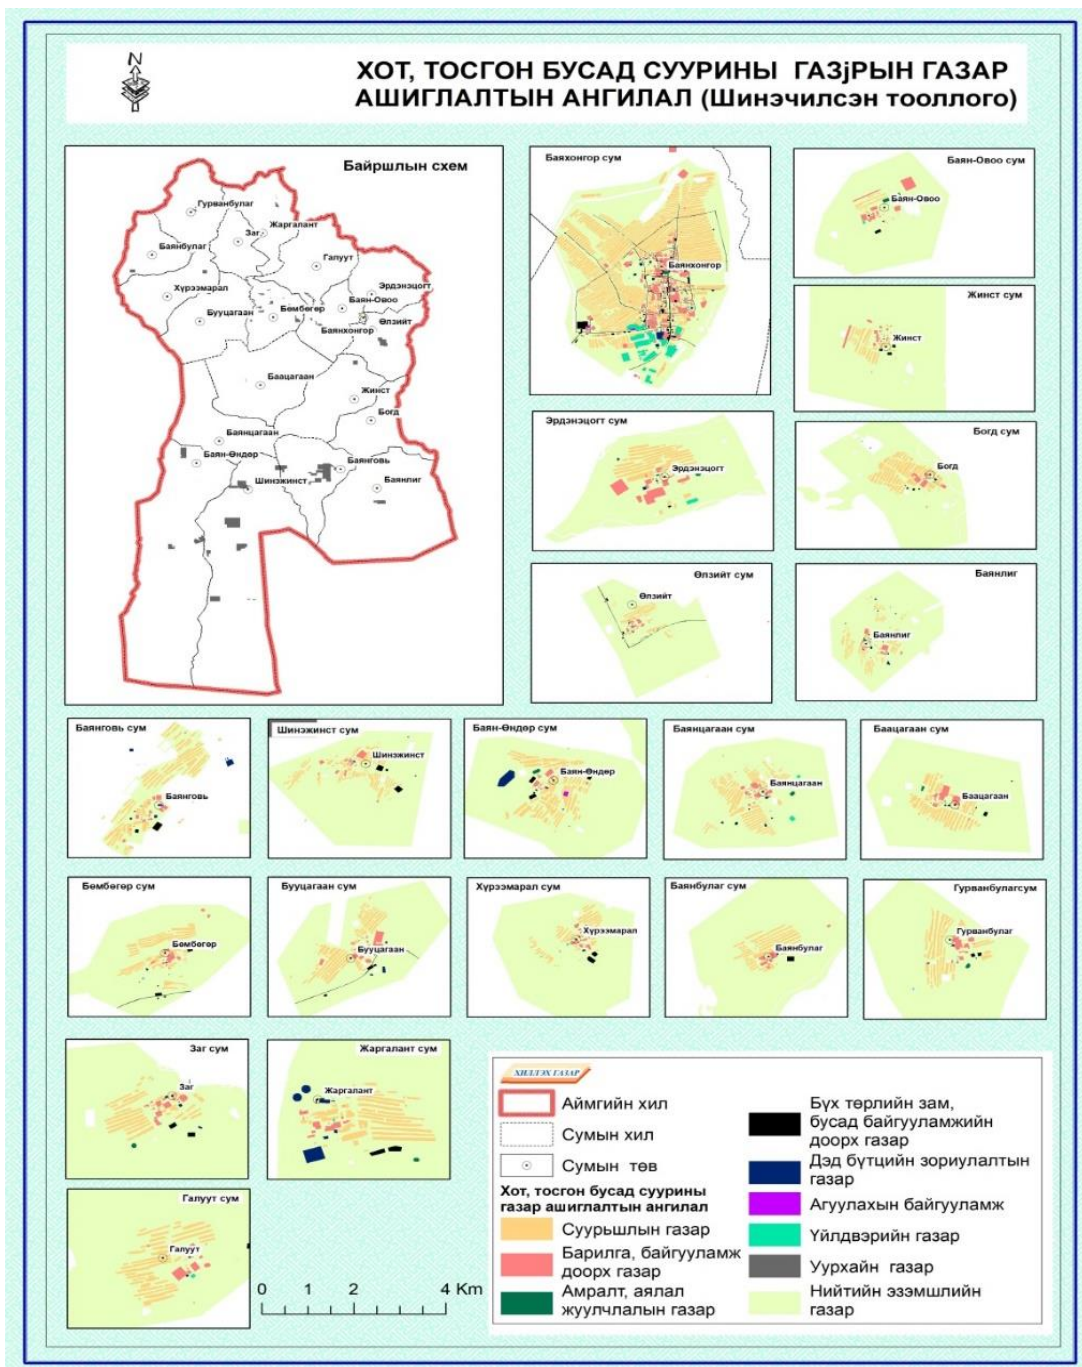 N
ХОТ, ТОСГОН БУСАД СУУРИНЫ ГАЗjРЫН ГАЗАР
АШИГЛАЛТЫН АНГИЛАЛ (Шинэчилсэн тооллого)
Байршлын схем
Гурванбулаг
Заг
Жаргалант
Баянбулаг
Галуут
Хүрээмарал
Эрдэнэцогт
Бууцагаан
Бөмбөгөр
Баян-Овоо
Баянхонгор
Өлзийт
Баацагаан
Жинст
Богд
Баянцагаан
Баян-Өндөр
Баянговь
Шинэжинст
Баянлиг
Баяхонгор сум
Баянхонгор
Баян-Овоо сум
Баян-Овоо
Жинст сум
Жинст
Эрдэнэцогт сум
Эрдэнэцогт
Богд сум
Богд
Өлзийт сум
Өлзийт
Баянлиг
Баянлиг
Баянговь сум
Баянговь
Шинэжинст сум
Шинэжинст
Баян-Өндөр сум
Баян-Өндөр
Баянцагаан сум
Баянцагаан
Баацагаан сум
Баацагаан
Бөмбөгөр сум
Бөмбөгөр
Бууцагаан сум
Бууцагаан
Хүрээмарал сум
Хүрээмарал
Баянбулаг сум
Баянбулаг
Гурванбулагсум
Гурванбулаг
Заг сум
Заг
Жаргалант сум
Жаргалант
Галуут сум
Галуут
0 1 2 4 Km
ХИЛЛЭХ ГАЗАР
Аймгийн хил
Сумын хил
Сумын төв
Хот, тосгон бусад суурины
газар ашиглалтын ангилал
Суурьшлын газар
Барилга, байгууламж
доорх газар
Амралт, аялал
жуулчлалын газар
Бүх төрлийн зам,
бусад байгууламжийн
доорх газар
Дэд бүтцийн зориулалтын
газар
Агуулахын байгууламж
Үйлдвэрийн газар
Уурхайн газар
Нийтийн эзэмшлийн
газар